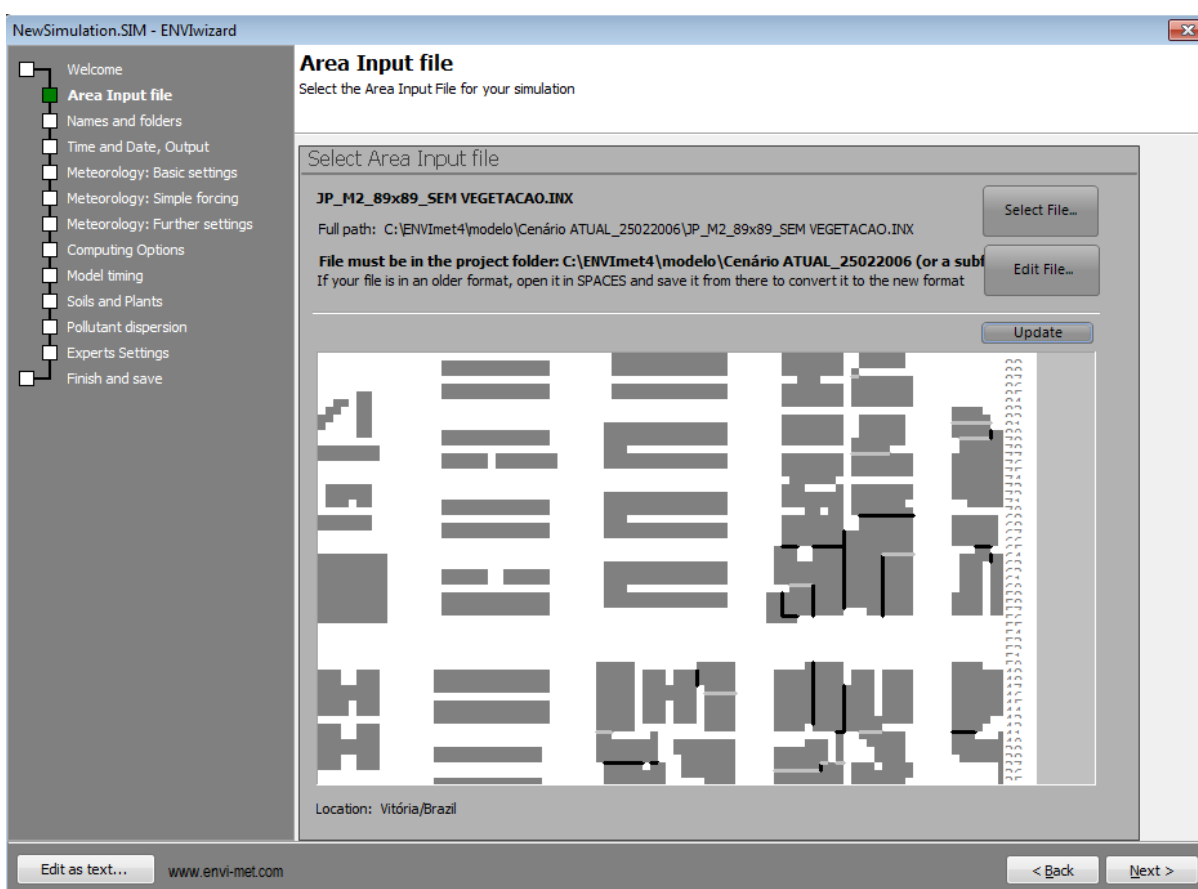 NewSimulation.SIM - ENVIwizard
Welcome
Area Input file
Names and folders
Time and Date, Output
Meteorology: Basic settings
Meteorology: Simple forcing
Meteorology: Further settings
Computing Options
Model timing
Soils and Plants
Pollutant dispersion
Experts Settings
Finish and save
Area Input file
Select the Area Input File for your simulation
Select Area Input file
JP_M2_89x89_SEM VEGETACAO.INX
Full path: C:\ENVImet4\modelo\Cenário ATUAL_25022006\JP_M2_89x89_SEM VEGETACAO.INX
Select File...
File must be in the project folder: C:\ENVImet4\modelo\Cenário ATUAL_25022006 (or a subf
If your file is in an older format, open it in SPACES and save it from there to convert it to the new format
Edit File...
Update
Location: Vitória/Brazil
Edit as text...
www.envi-met.com
< Back
Next >